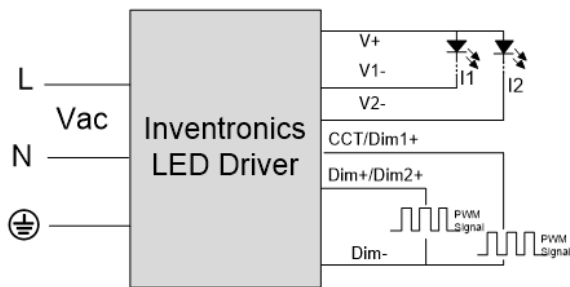 L
Vac
N
Inventronics
LED Driver
V+
V1-
I1
I2
V2-
CCT/Dim1+
Dim+/Dim2+
PWM
Signal
PWM
Signal
Dim-